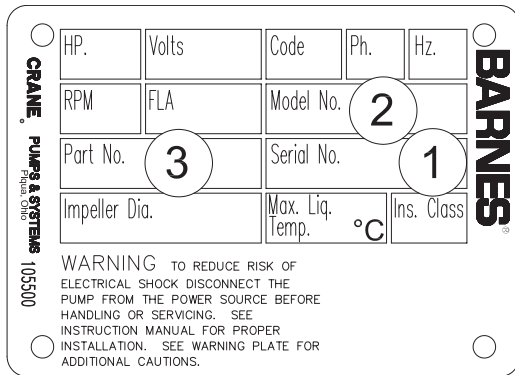 HP. Volts Code Ph. Hz.
RPM FLA Model No. 2
Part No. 3 Serial No. 1
Impeller Dia. Max. Liq. Temp. °C Ins. Class
WARNING TO REDUCE RISK OF
ELECTRICAL SHOCK DISCONNECT THE
PUMP FROM THE POWER SOURCE BEFORE
HANDLING OR SERVICING. SEE
INSTRUCTION MANUAL FOR PROPER
INSTALLATION. SEE WARNING PLATE FOR
ADDITIONAL CAUTIONS.
CRANE® PUMPS & SYSTEMS
Piqua, Ohio
105500
BARNES®